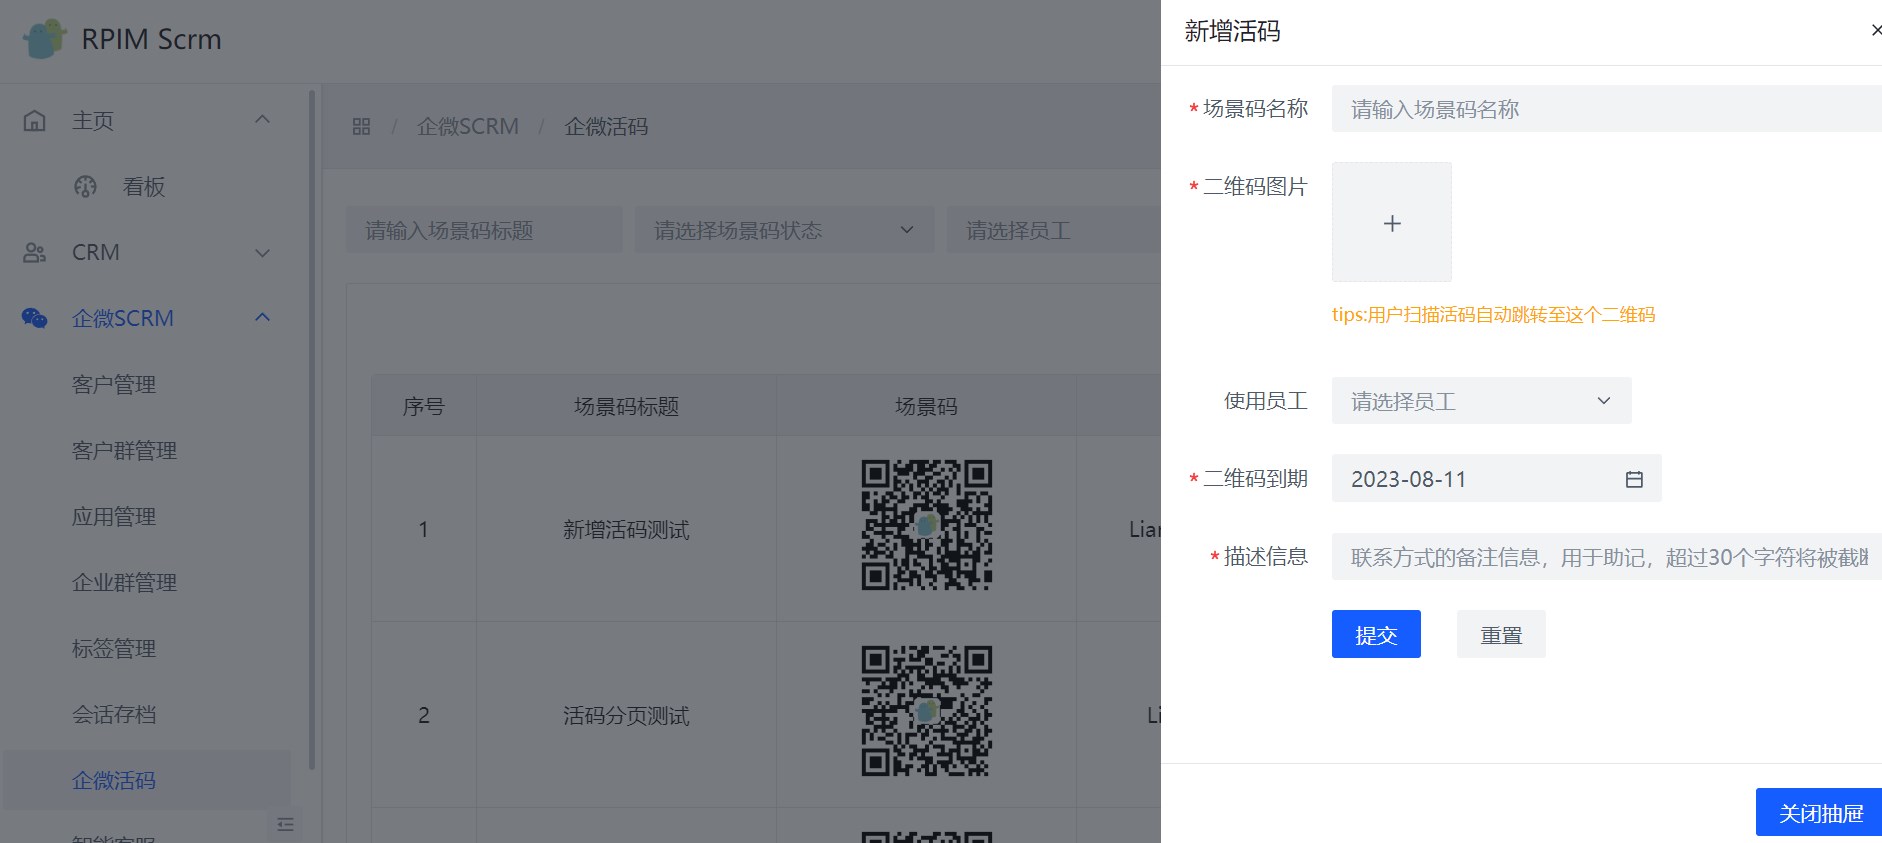 RPIM Scrm
主页
看板
CRM
企微SCRM
客户管理
客户群管理
应用管理
企业群管理
标签管理
会话存档
企微活码
/ 企微SCRM / 企微活码
请输入场景码标题 请选择场景码状态 请选择员工
序号 场景码标题 场景码
1 新增活码测试
2 活码分页测试
新增活码
*场景码名称 请输入场景码名称
*二维码图片
tips:用户扫描活码自动跳转至这个二维码
使用员工 请选择员工
*二维码到期 2023-08-11
*描述信息 联系方式的备注信息，用于助记，超过30个字符将被截
提交 重置
关闭抽屉